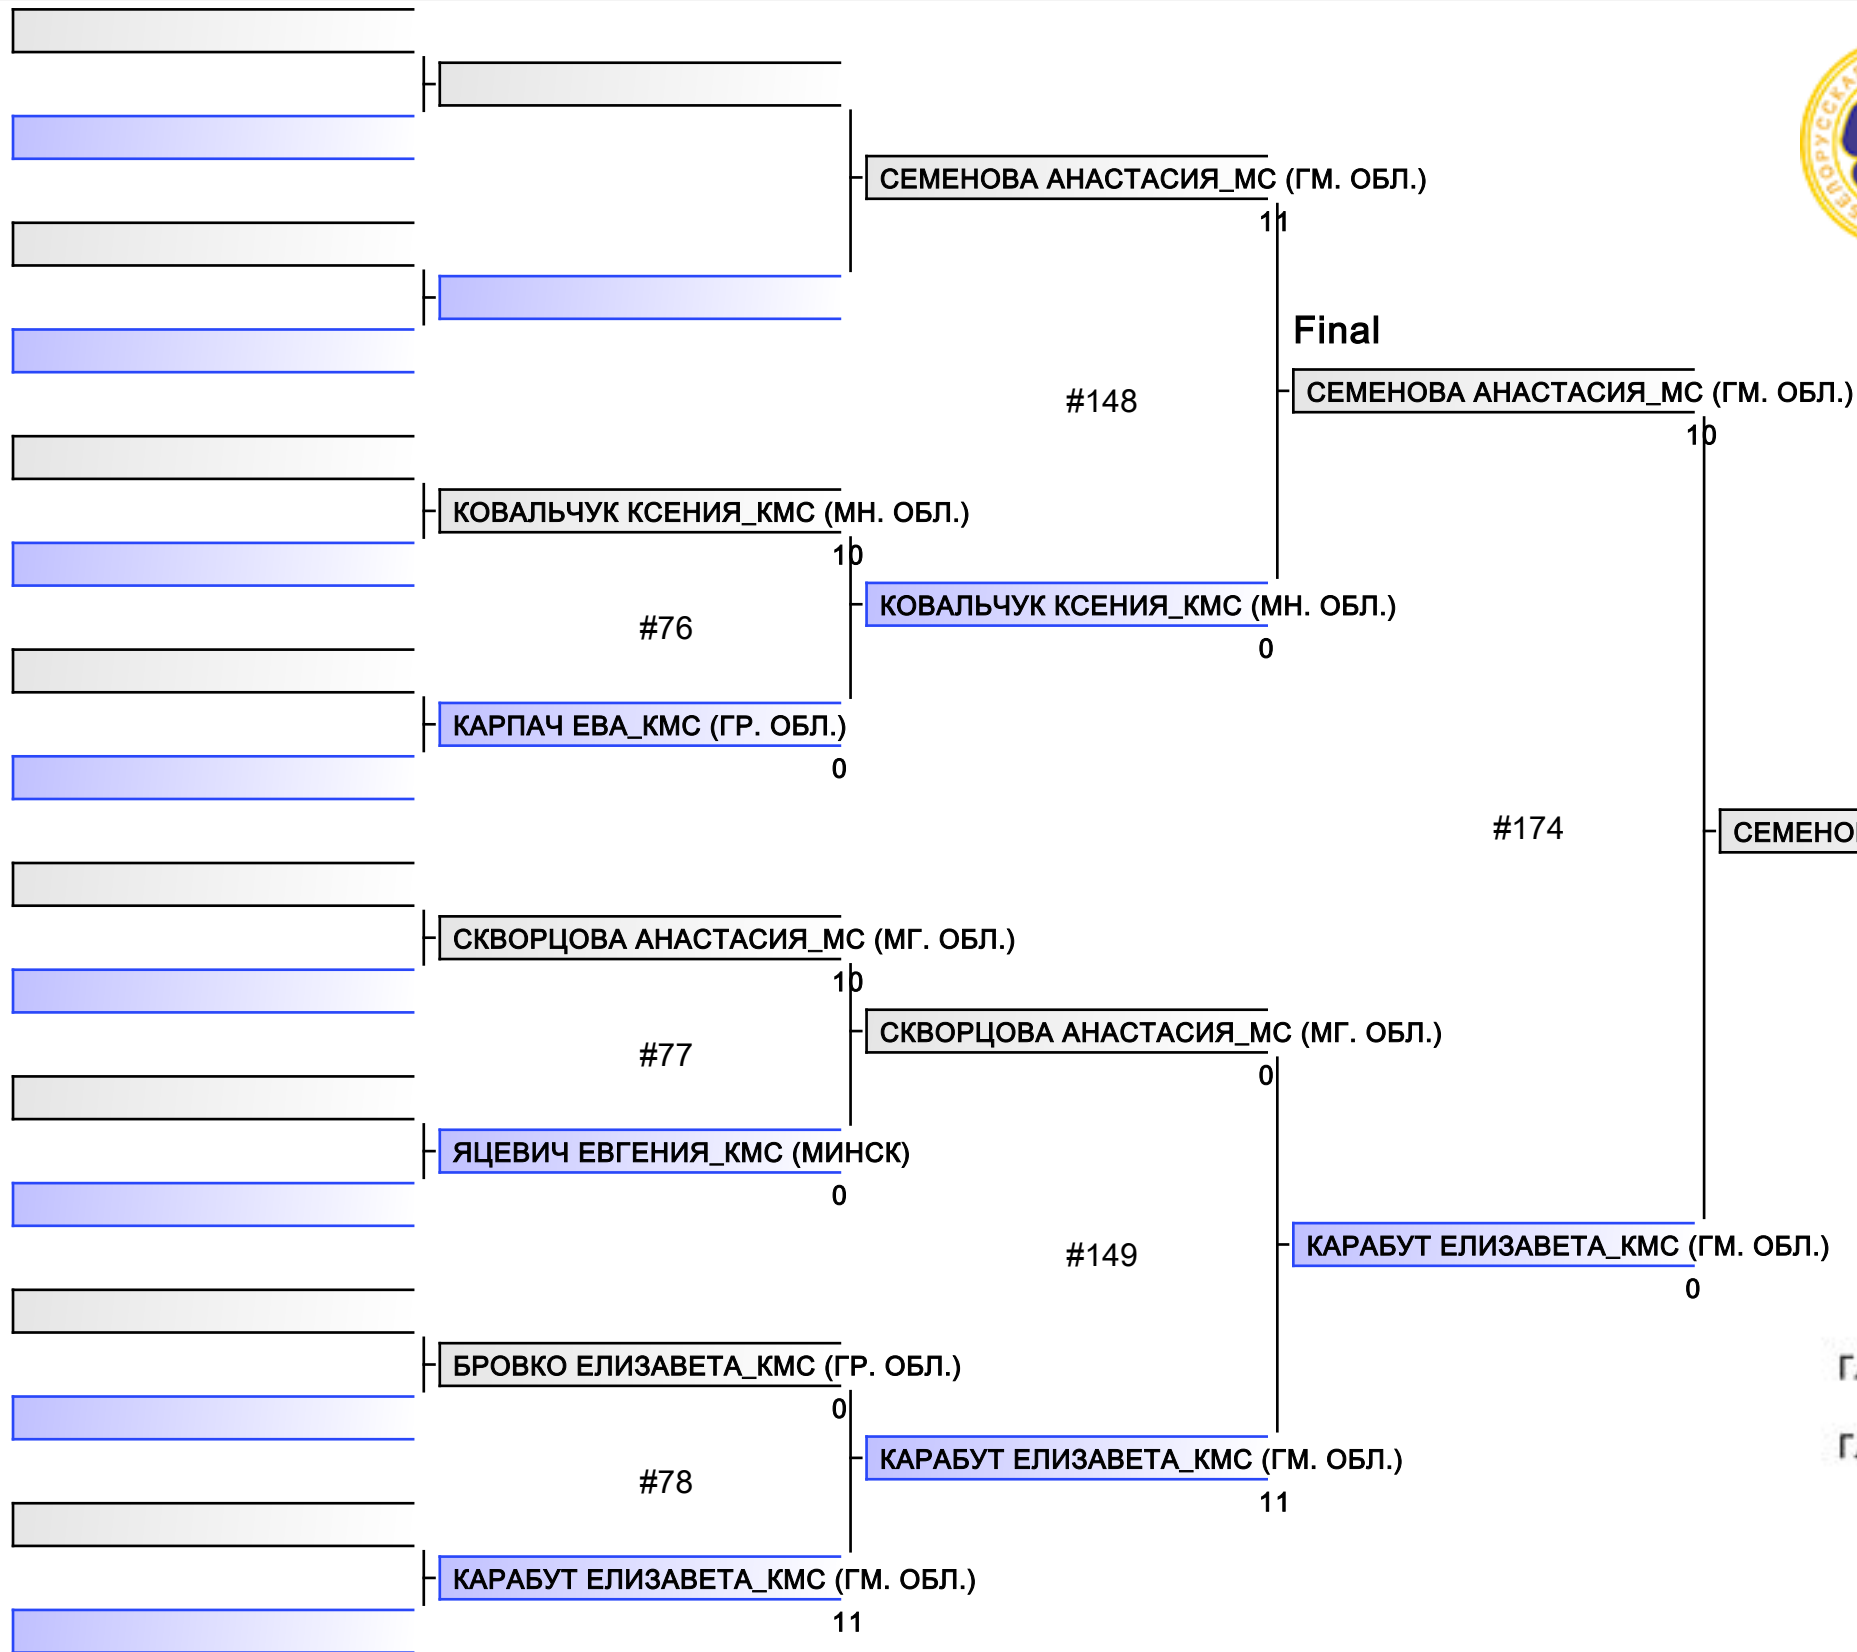 СЕМЕНОВА АНАСТАСИЯ_МС (ГМ. ОБЛ.)
11
Final
#148
СЕМЕНОВА АНАСТАСИЯ_МС (ГМ. ОБЛ.)
10
КОВАЛЬЧУК КСЕНИЯ_КМС (МН. ОБЛ.)
10
КОВАЛЬЧУК КСЕНИЯ_КМС (МН. ОБЛ.)
0
#76
КАРПАЧ ЕВА_КМС (ГР. ОБЛ.)
0
#174
СКВОРЦОВА АНАСТАСИЯ_МС (МГ. ОБЛ.)
10
СКВОРЦОВА АНАСТАСИЯ_МС (МГ. ОБЛ.)
0
#77
ЯЦЕВИЧ ЕВГЕНИЯ_КМС (МИНСК)
0
#149
КАРАБУТ ЕЛИЗАВЕТА_КМС (ГМ. ОБЛ.)
0
БРОВКО ЕЛИЗАВЕТА_КМС (ГР. ОБЛ.)
0
КАРАБУТ ЕЛИЗАВЕТА_КМС (ГМ. ОБЛ.)
11
#78
КАРАБУТ ЕЛИЗАВЕТА_КМС (ГМ. ОБЛ.)
11